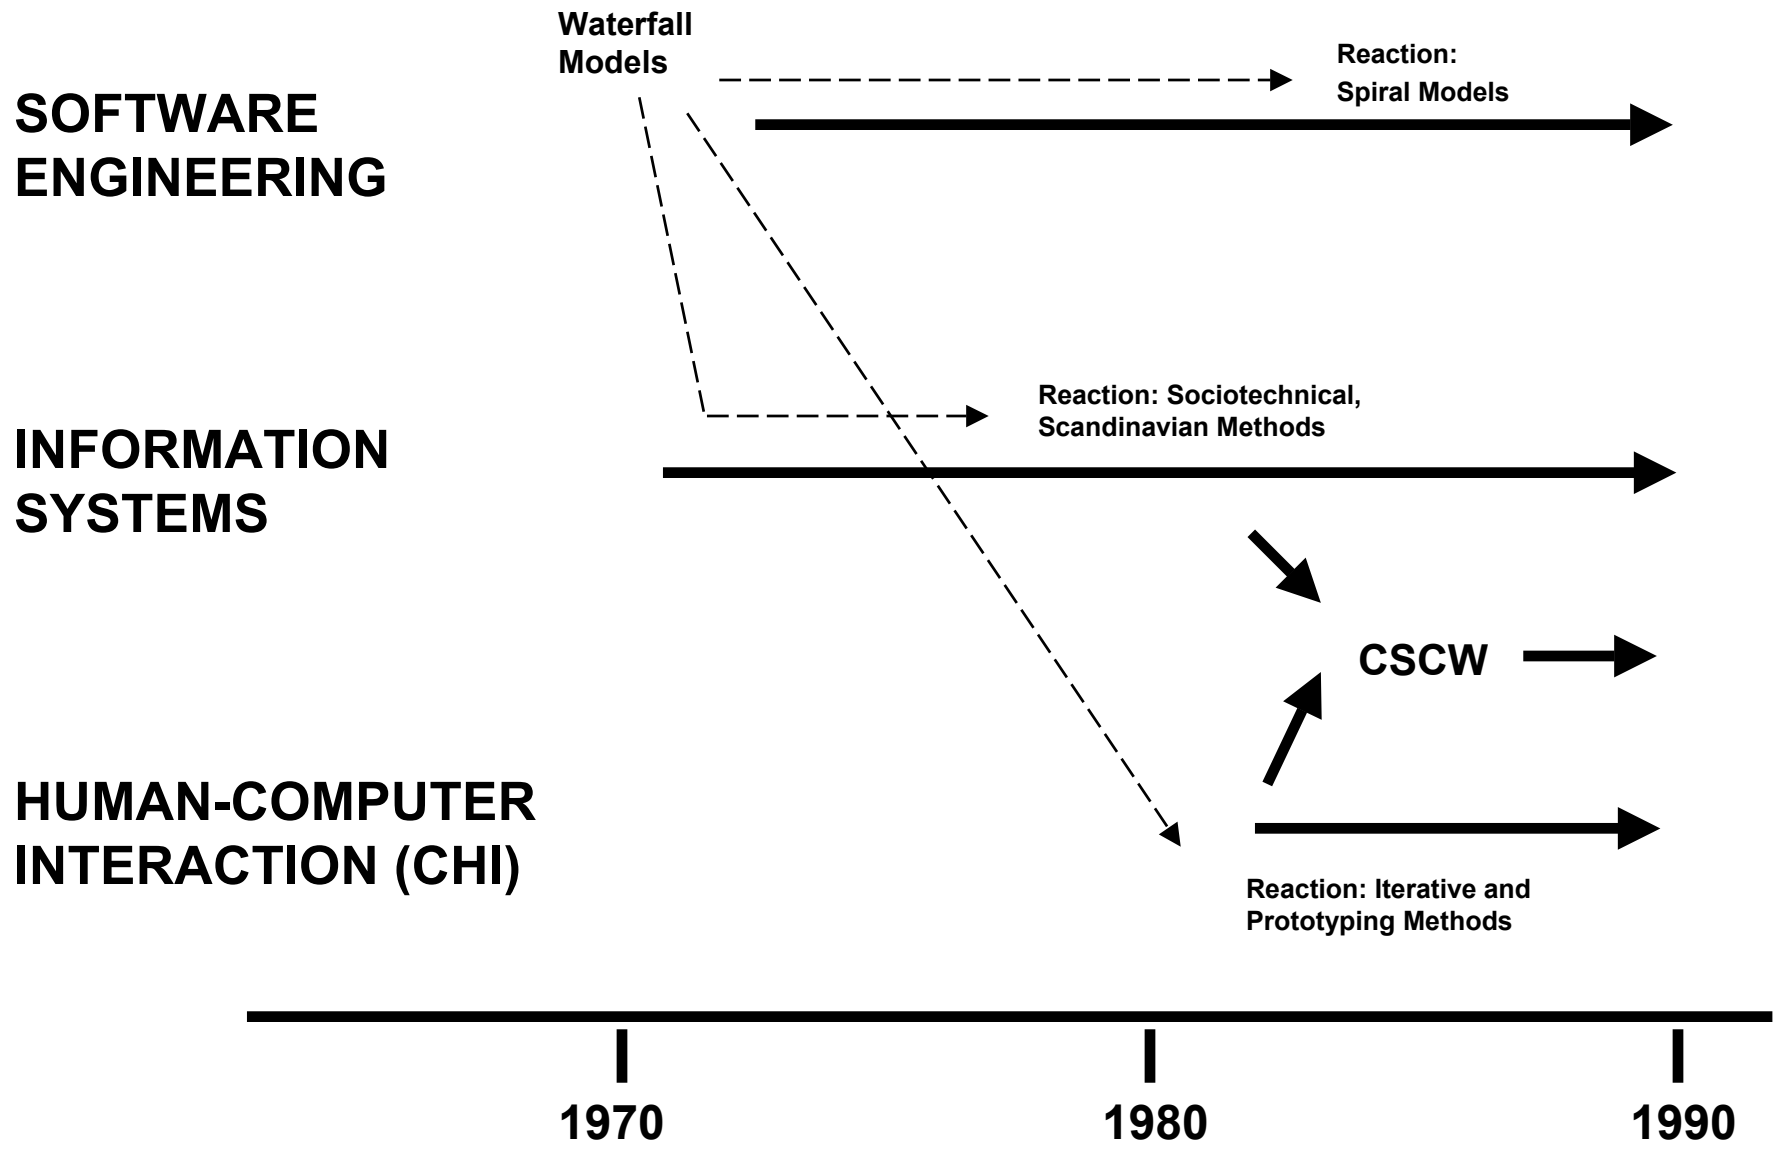 Waterfall
Models
Reaction:
Spiral Models
SOFTWARE
ENGINEERING
Reaction: Sociotechnical,
Scandinavian Methods
INFORMATION
SYSTEMS
CSCW
HUMAN-COMPUTER
INTERACTION (CHI)
Reaction: Iterative and
Prototyping Methods
1970
1980
1990